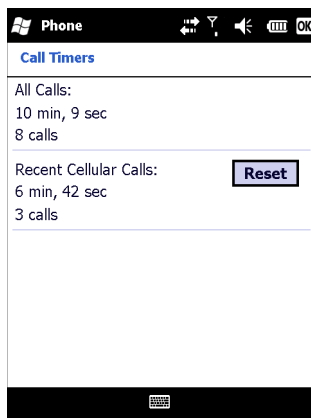 Phone
OK
Call Timers
All Calls:
10 min, 9 sec
8 calls
Recent Cellular Calls:
Reset
6 min, 42 sec
3 calls